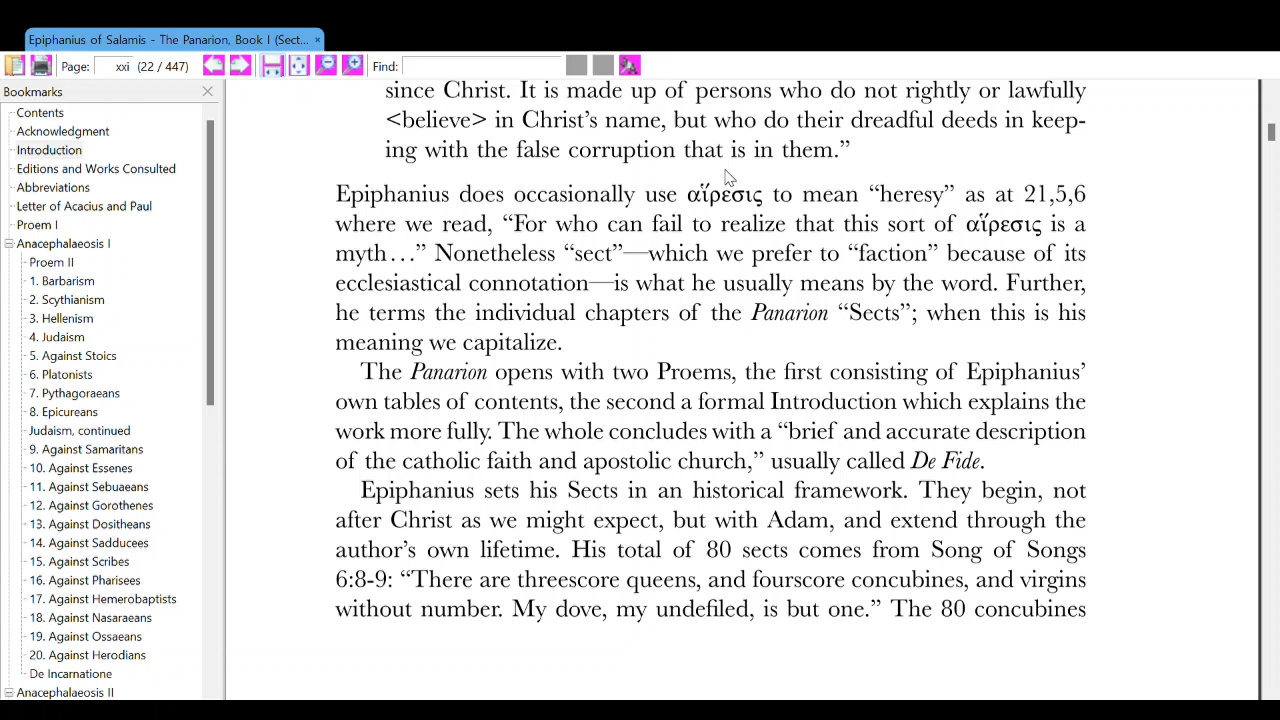 Epiphanius of Salamis - The Panarion, Book I (Sect... ×
Page: xxi (22 / 447) Find:
Bookmarks
Contents
Acknowledgment
Introduction
Editions and Works Consulted
Abbreviations
Letter of Acacius and Paul
Proem I
Anacephalaeosis I
Proem II
1. Barbarism
2. Scythianism
3. Hellenism
4. Judaism
5. Against Stoics
6. Platonists
7. Pythagoraeans
8. Epicureans
Judaism, continued
9. Against Samaritans
10. Against Essenes
11. Against Sebuaeans
12. Against Gorothenes
13. Against Dositheans
14. Against Sadducees
15. Against Scribes
16. Against Pharisees
17. Against Hemerobaptists
18. Against Nasaraeans
19. Against Ossaeans
20. Against Herodians
De Incarnatione
Anacephalaeosis II
since Christ. It is made up of persons who do not rightly or lawfully
<believe> in Christ’s name, but who do their dreadful deeds in keep-
ing with the false corruption that is in them.”
Epiphanius does occasionally use αἵρεσις to mean “heresy” as at 21,5,6
where we read, “For who can fail to realize that this sort of αἵρεσις is a
myth…” Nonetheless “sect”—which we prefer to “faction” because of its
ecclesiastical connotation—is what he usually means by the word. Further,
he terms the individual chapters of the Panarion “Sects”; when this is his
meaning we capitalize.
The Panarion opens with two Proems, the first consisting of Epiphanius’
own tables of contents, the second a formal Introduction which explains the
work more fully. The whole concludes with a “brief and accurate description
of the catholic faith and apostolic church,” usually called De Fide.
Epiphanius sets his Sects in an historical framework. They begin, not
after Christ as we might expect, but with Adam, and extend through the
author’s own lifetime. His total of 80 sects comes from Song of Songs
6:8-9: “There are threescore queens, and fourscore concubines, and virgins
without number. My dove, my undefiled, is but one.” The 80 concubines